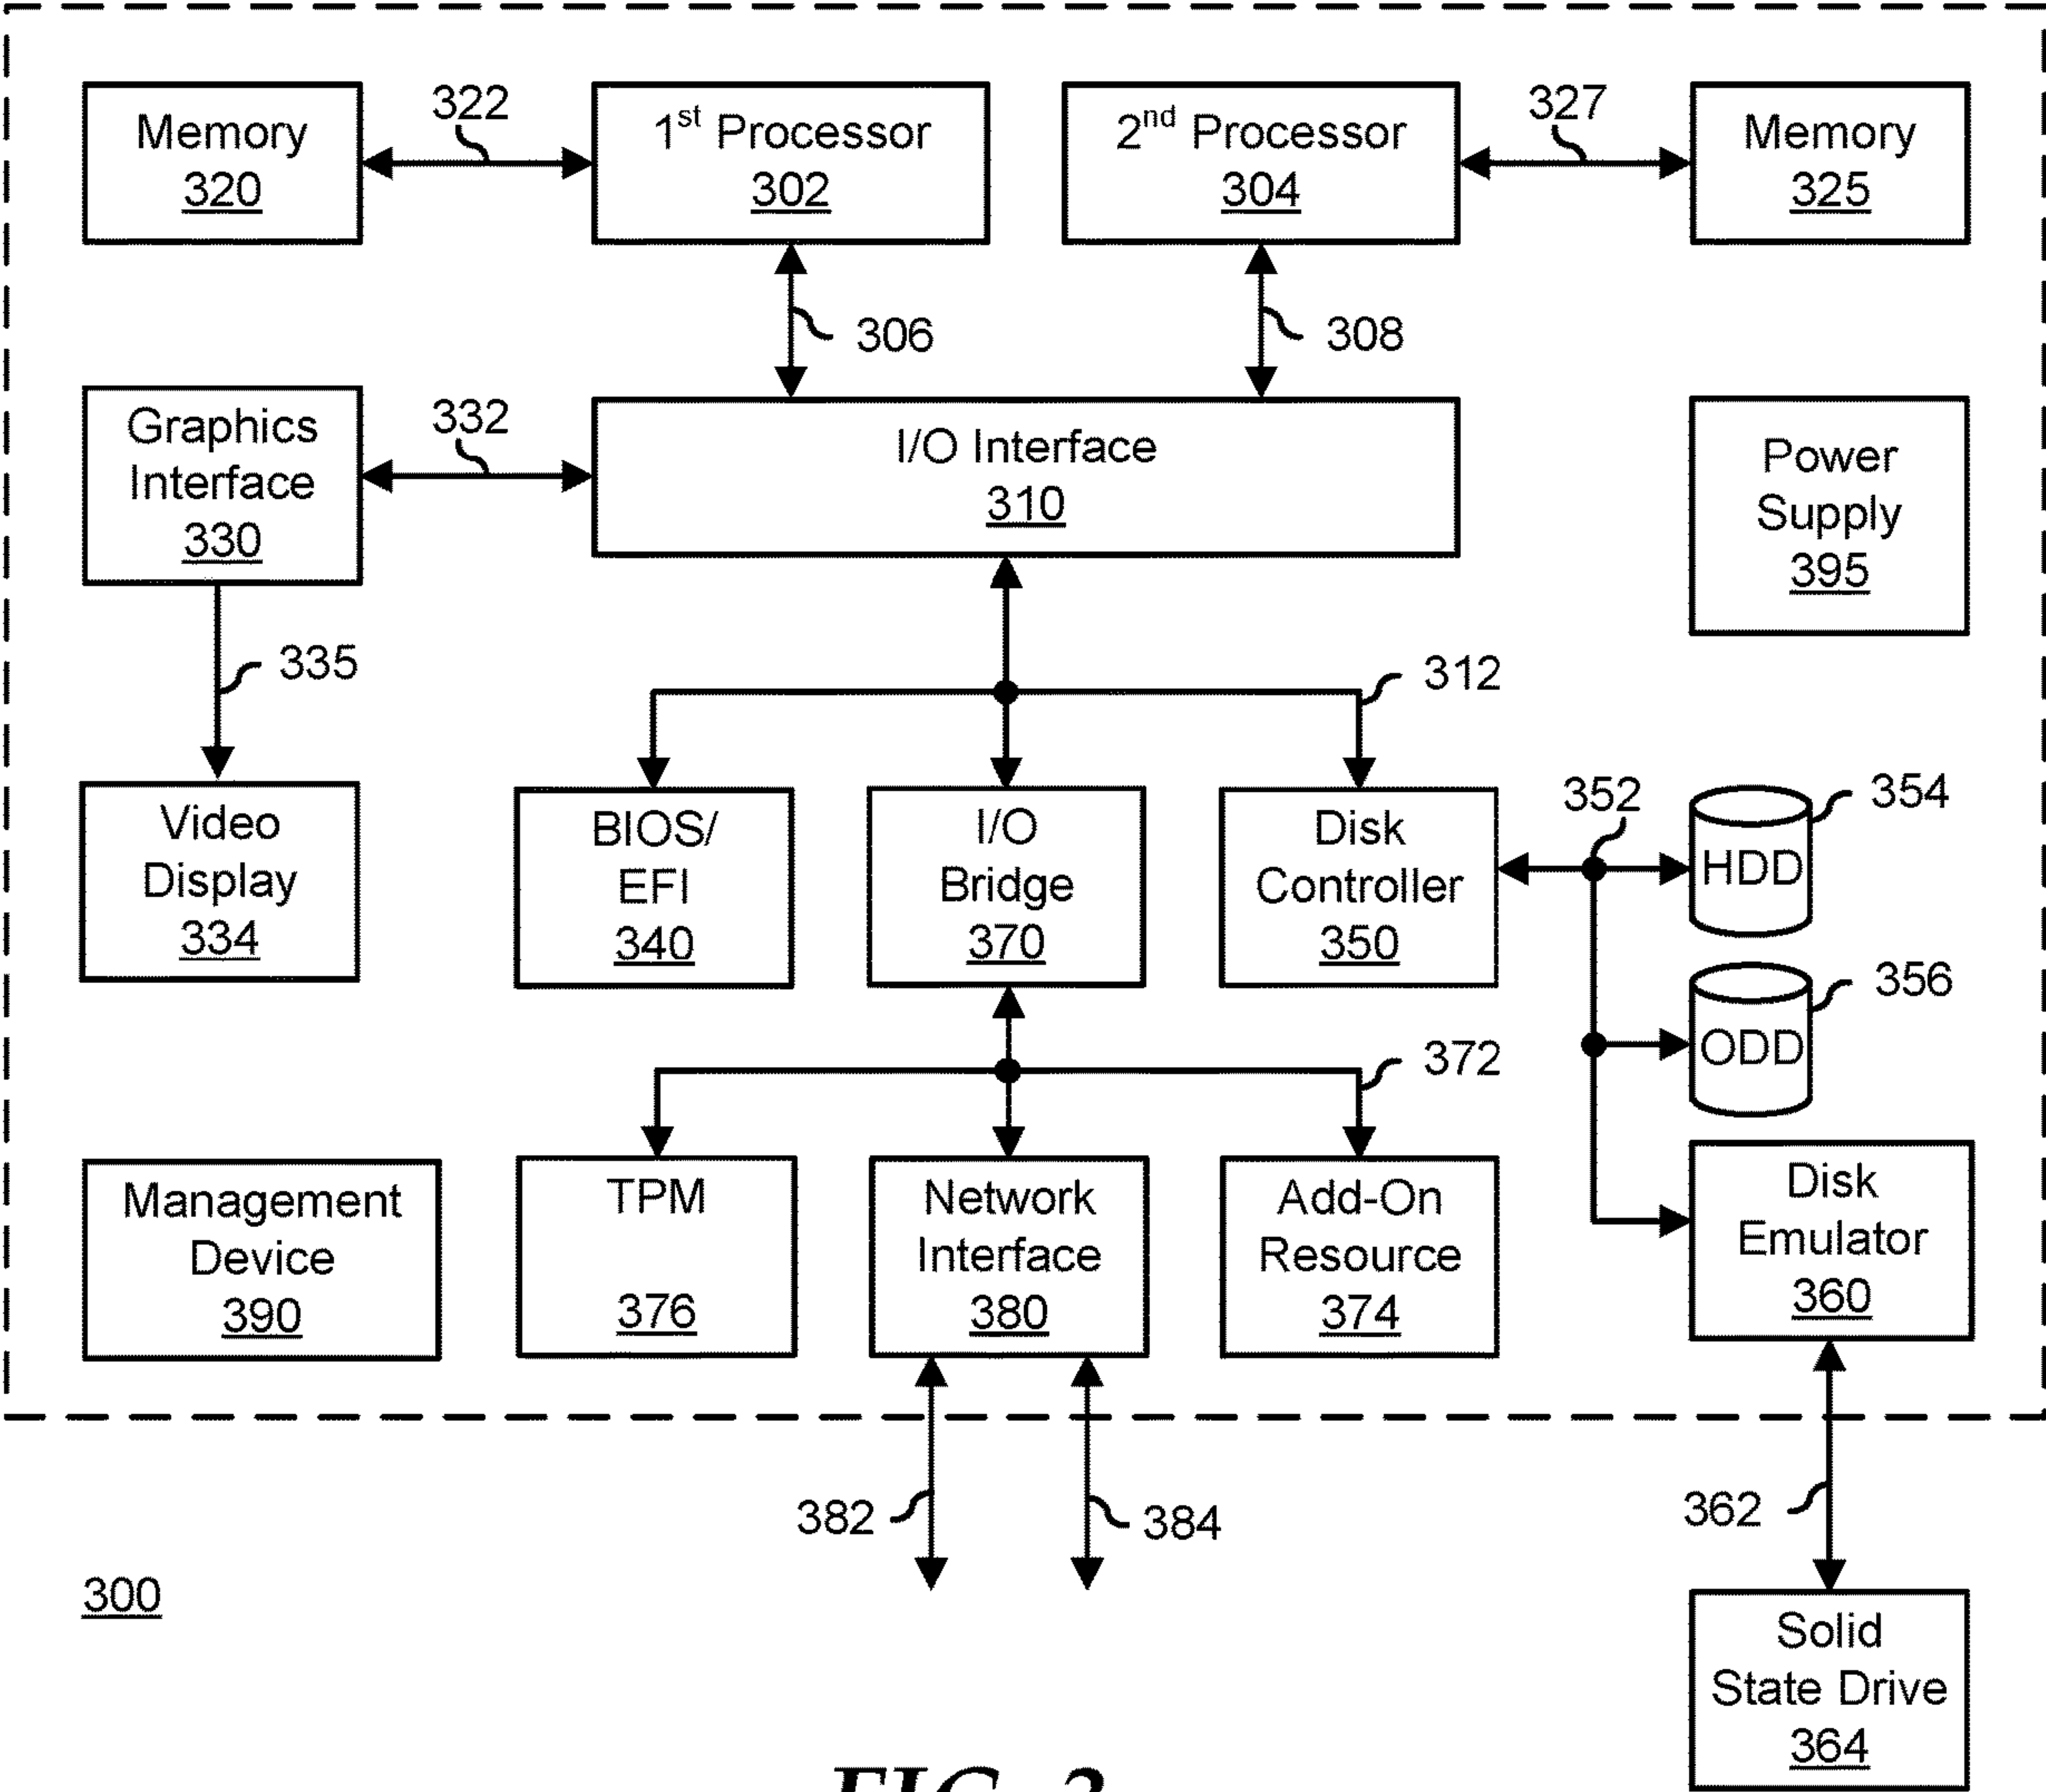 Memory
320
322
1st Processor
302
2nd Processor
304
327
Memory
325
306
308
Graphics
Interface
330
332
I/O Interface
310
Power
Supply
395
335
312
Video
Display
334
BIOS/
EFI
340
I/O
Bridge
370
Disk
Controller
350
352
354
HDD
356
ODD
372
Management
Device
390
TPM
376
Network
Interface
380
Add-On
Resource
374
Disk
Emulator
360
382
384
362
300
Solid
State Drive
364